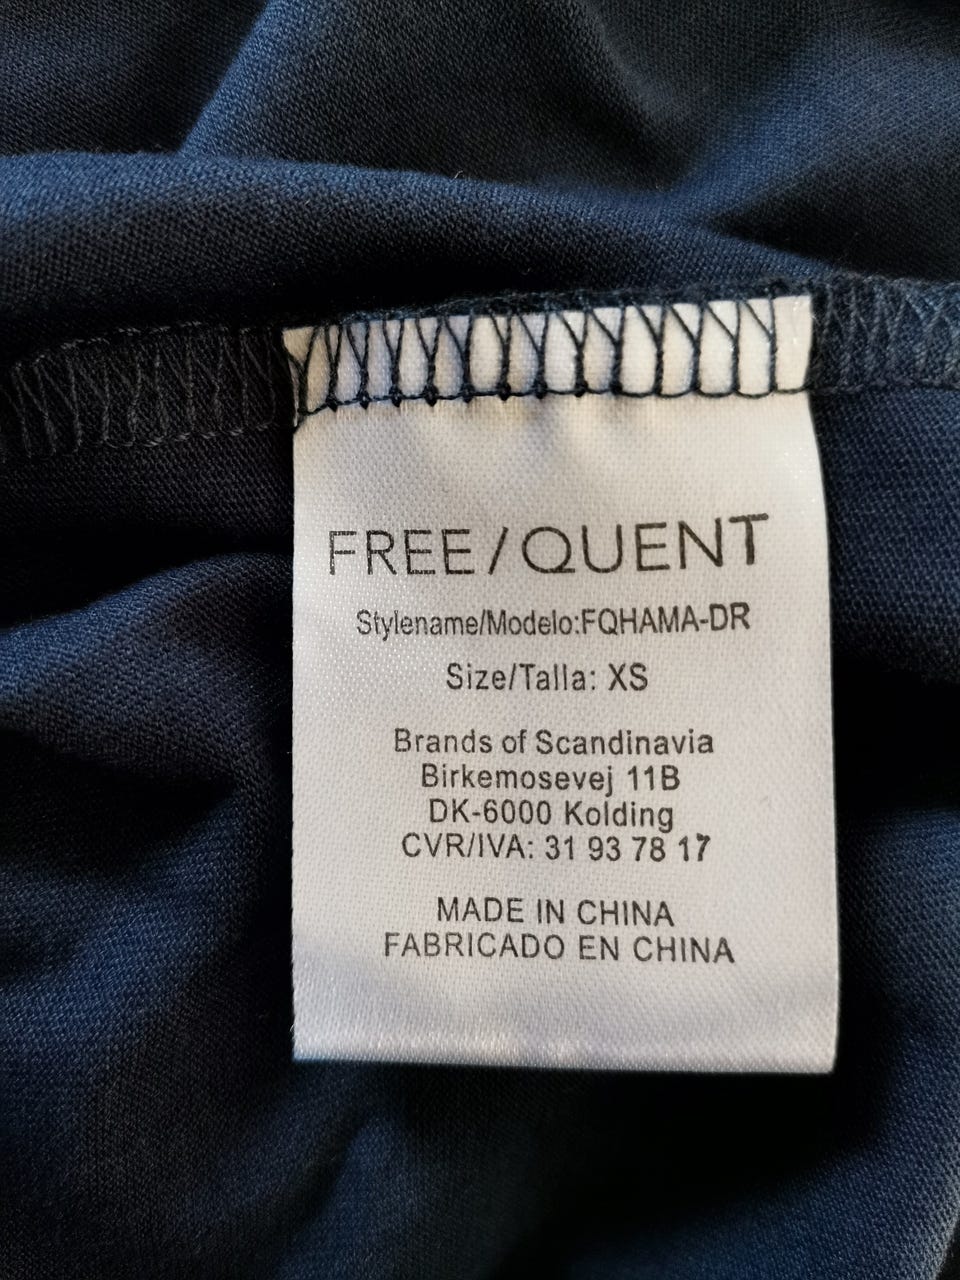 FREE/QUENT
Stylename/Modelo:FQHAMA-DR
Size/Talla: XS
Brands of Scandinavia
Birkemosevej 11B
DK-6000 Kolding
CVR/IVA: 31 93 78 17
MADE IN CHINA
FABRICADO EN CHINA